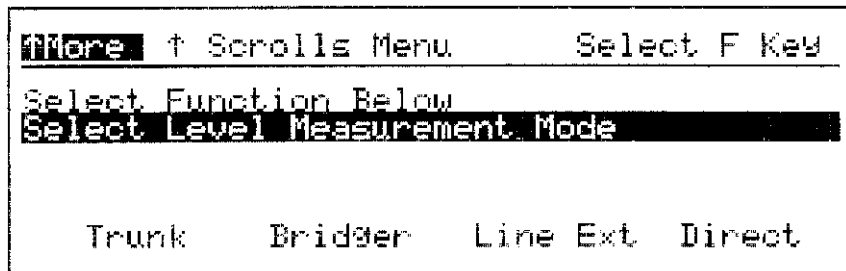 ↑More ↑ Scrolls Menu Select F Key
Select Function Below
Select Level Measurement Mode
Trunk Bridger Line Ext Direct